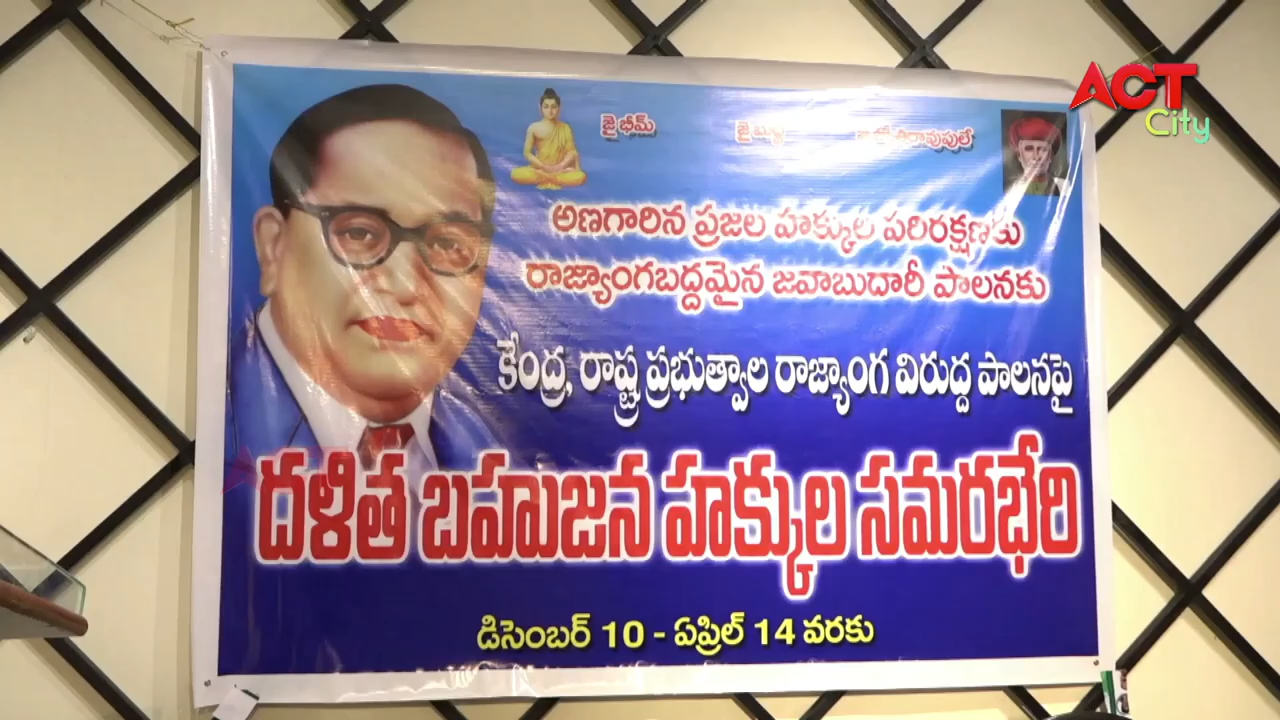 ACT
City
జై భీమ్
అణగారిన ప్రజల హక్కుల పరిరక్షణకు
రాజ్యాంగబద్దమైన జవాబుదారీ పాలనకు
కేంద్ర, రాష్ట్ర ప్రభుత్వాల రాజ్యాంగ విరుద్ద పాలనపై
దళిత బహుజన హక్కుల సమరభేరి
డిసెంబర్ 10 - ఏప్రిల్ 14 వరకు